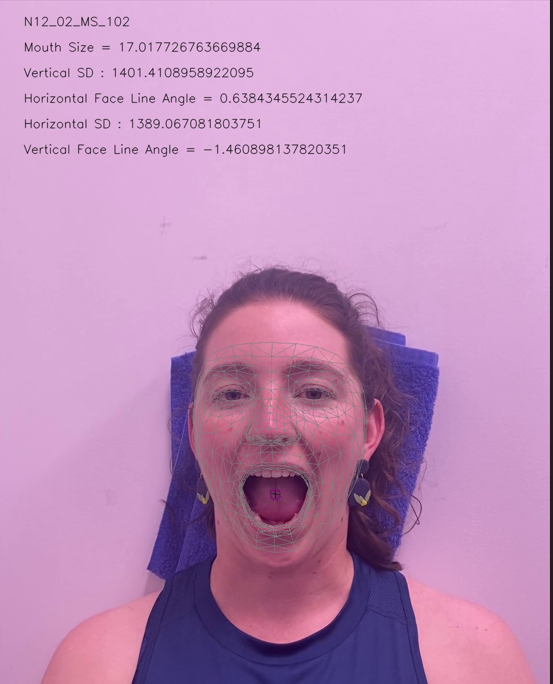 N12_02_MS_102
Mouth Size = 17.017726763669884
Vertical SD : 1401.4108958922095
Horizontal Face Line Angle = 0.6384345524314237
Horizontal SD : 1389.067081803751
Vertical Face Line Angle = −1.460898137820351